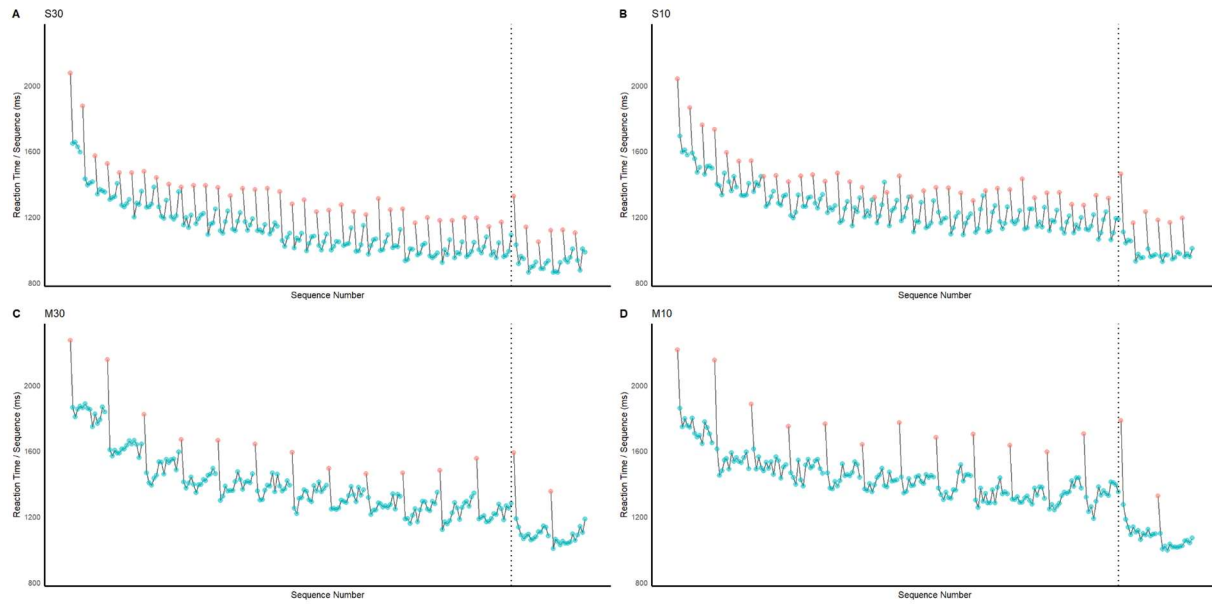 A
S30
Reaction Time / Sequence (ms)
2000
1600
1200
800
Sequence Number
B
S10
Reaction Time / Sequence (ms)
2000
1600
1200
800
Sequence Number
C
M30
Reaction Time / Sequence (ms)
2000
1600
1200
800
Sequence Number
D
M10
Reaction Time / Sequence (ms)
2000
1600
1200
800
Sequence Number